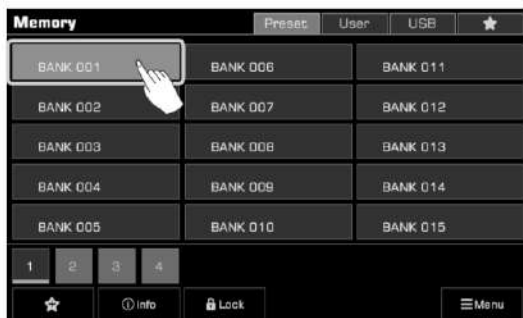 Memory Preset User USB
BANK 001 BANK 006 BANK 011
BANK 002 BANK 007 BANK 012
BANK 003 BANK 008 BANK 013
BANK 004 BANK 009 BANK 014
BANK 005 BANK 010 BANK 015
1 2 3 4
Info Lock Menu